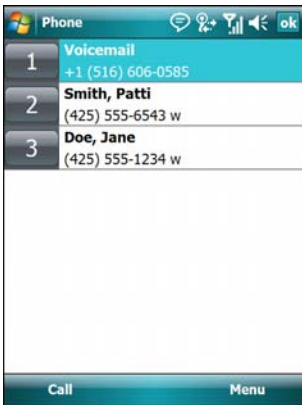 Phone ok
1 Voicemail
+1 (516) 606-0585
2 Smith, Patti
(425) 555-6543 w
3 Doe, Jane
(425) 555-1234 w
Call Menu